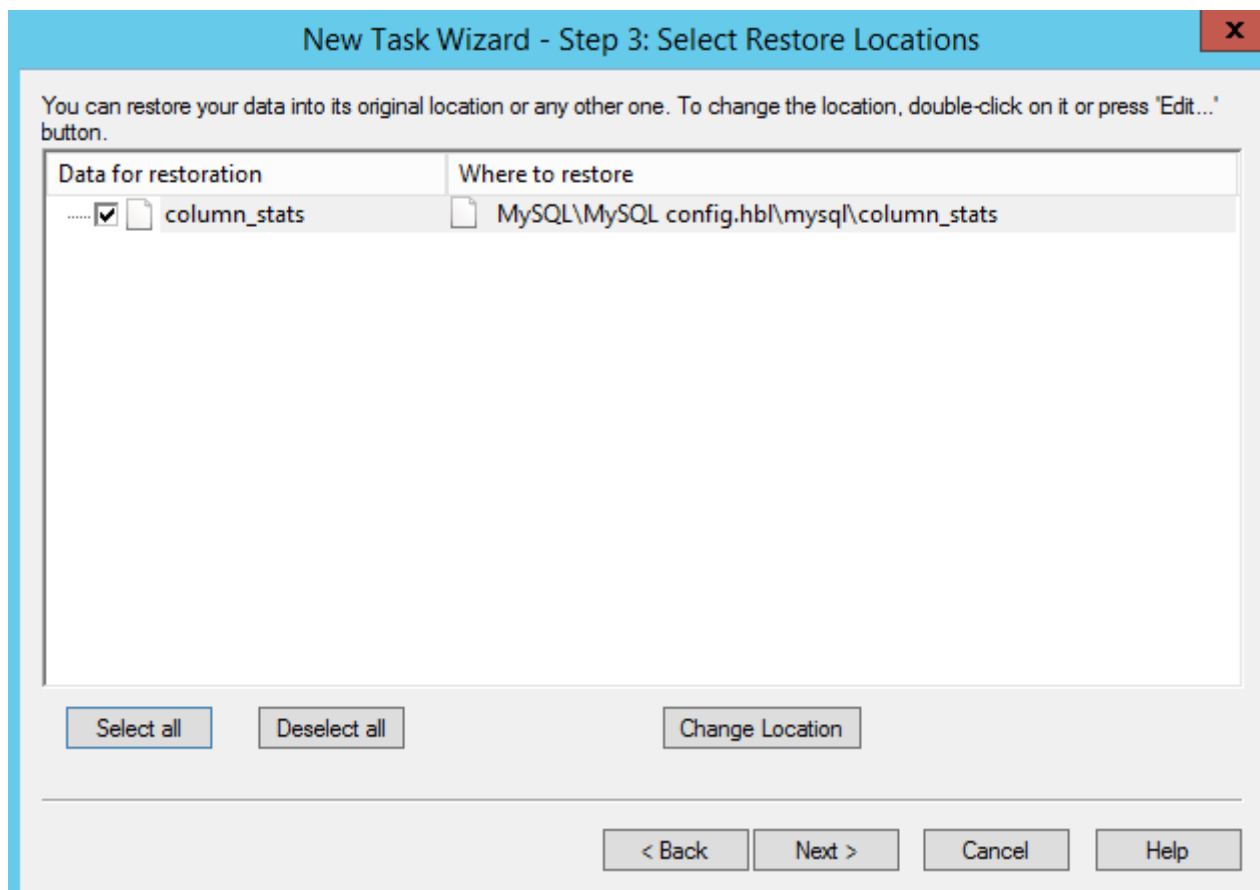 New Task Wizard - Step 3: Select Restore Locations
x
You can restore your data into its original location or any other one. To change the location, double-click on it or press 'Edit...'
button.
Data for restoration Where to restore
column_stats MySQL\MySQL config.hbl\mysql\column_stats
Select all Deselect all Change Location
< Back Next > Cancel Help